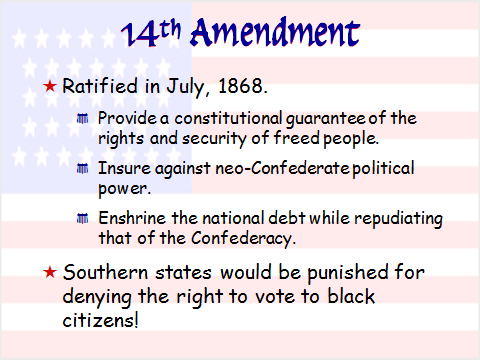 14th Amendment
Ratified in July, 1868.
Provide a constitutional guarantee of the
rights and security of freed people.
Insure against neo-Confederate political
power.
Enshrine the national debt while repudiating
that of the Confederacy.
Southern states would be punished for
denying the right to vote to black
citizens!